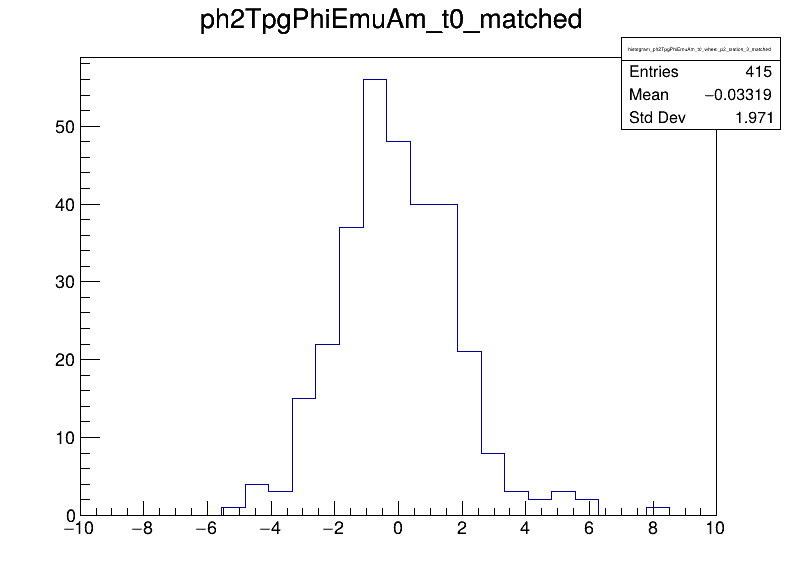 ph2TpgPhiEmuAm_t0_matched
histogram_ph2TpgPhiEmuAm_t0_wheel_p2_station_3_matched
Entries 415
Mean −0.03319
Std Dev 1.971
50
40
30
20
10
0
−10 −8 −6 −4 −2 0 2 4 6 8 10